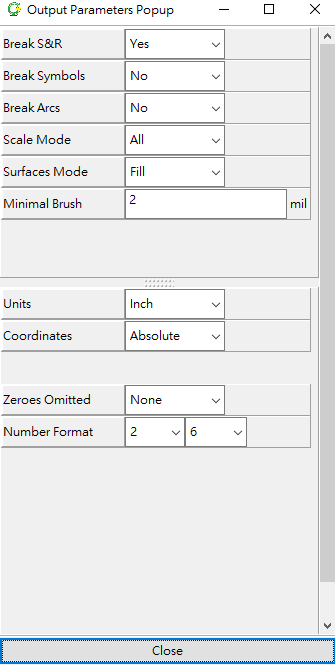 Output Parameters Popup
Break S&R Yes
Break Symbols No
Break Arcs No
Scale Mode All
Surfaces Mode Fill
Minimal Brush 2 mil
Units Inch
Coordinates Absolute
Zeroes Omitted None
Number Format 2 6
Close